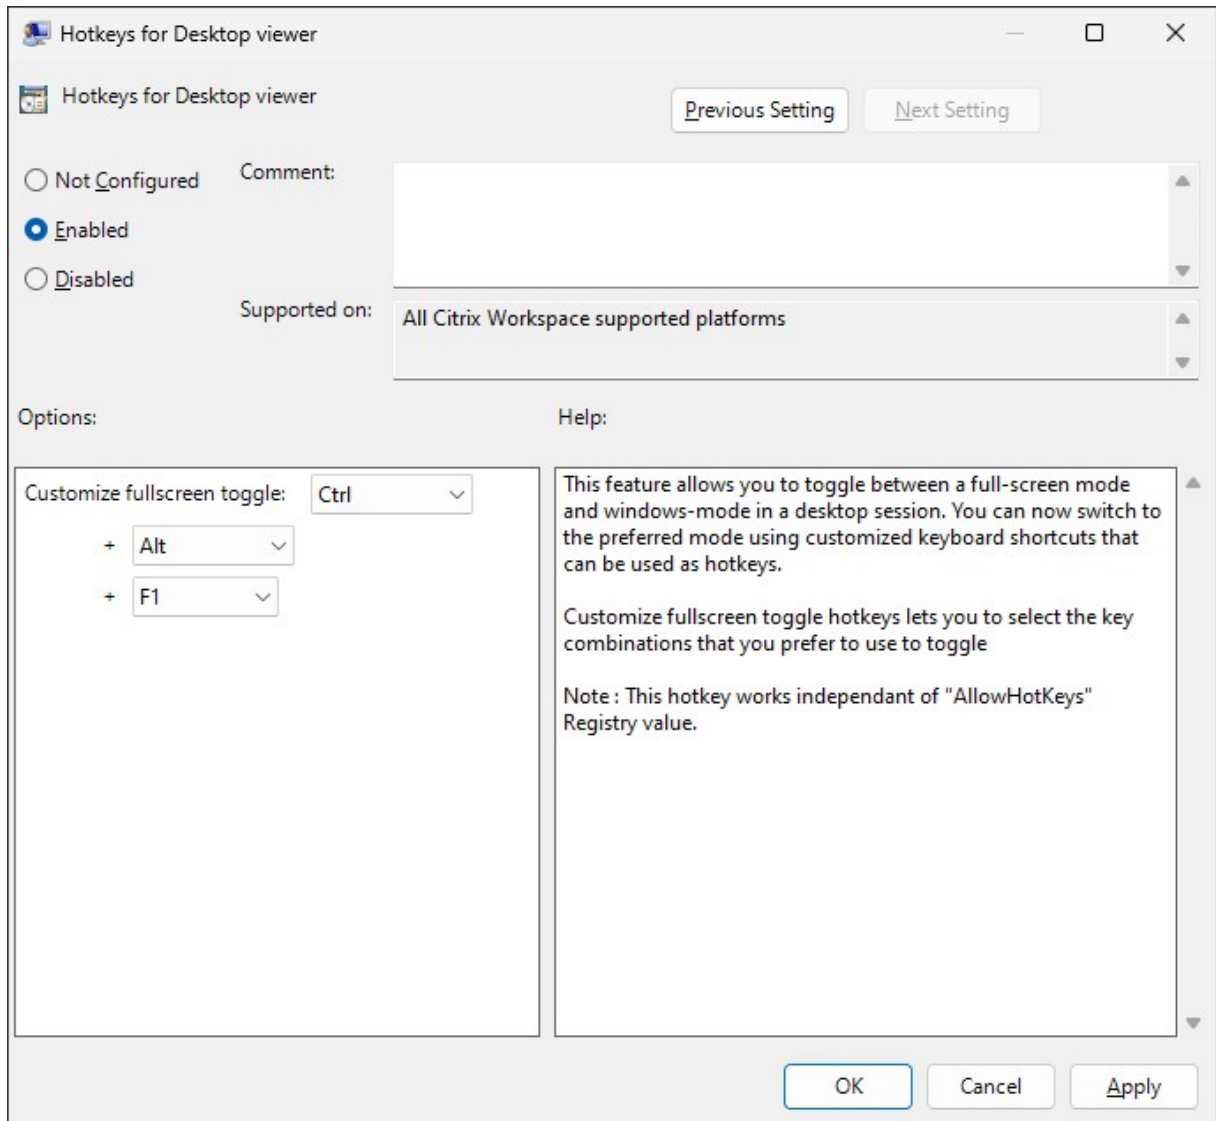 Hotkeys for Desktop viewer
Hotkeys for Desktop viewer
Previous Setting
Next Setting
Not Configured
Comment:
Enabled
Disabled
Supported on:
All Citrix Workspace supported platforms
Options:
Help:
Customize fullscreen toggle:
Ctrl
+ Alt
+ F1
This feature allows you to toggle between a full-screen mode
and windows-mode in a desktop session. You can now switch to
the preferred mode using customized keyboard shortcuts that
can be used as hotkeys.
Customize fullscreen toggle hotkeys lets you to select the key
combinations that you prefer to use to toggle
Note : This hotkey works independant of "AllowHotKeys"
Registry value.
OK
Cancel
Apply